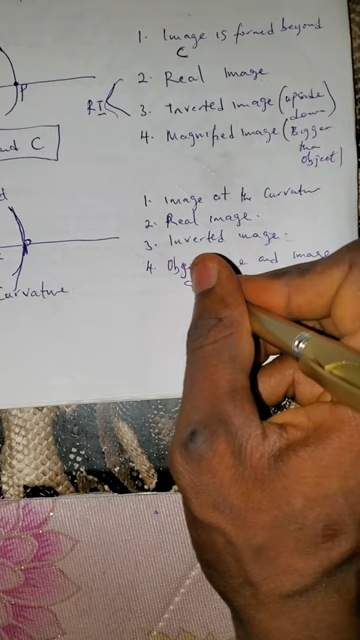 1. Image is formed beyond
C
P
2. Real Image
RI
3. Inverted Image (upside
down)
and C
4. Magnified Image (Bigger
than
object)
1. Image at the Curvature
2. Real image.
3. Inverted image.
4. and image
Curvature.